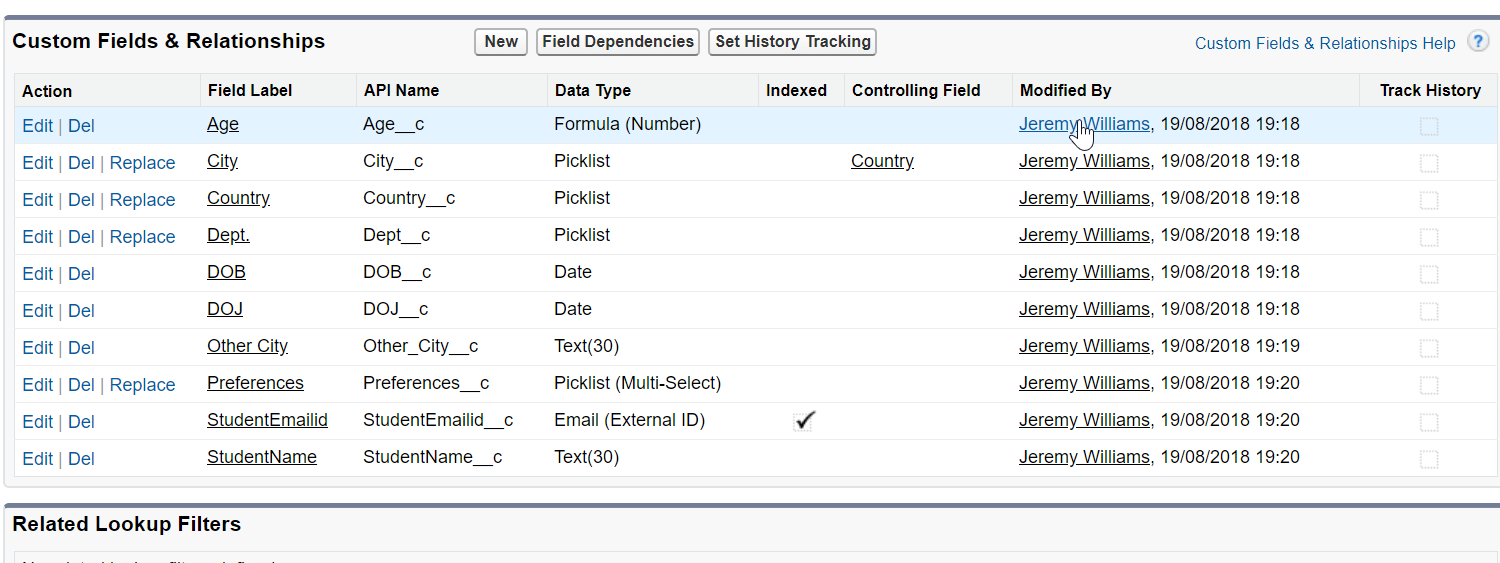 Custom Fields & Relationships New Field Dependencies Set History Tracking Custom Fields & Relationships Help ?
Action Field Label API Name Data Type Indexed Controlling Field Modified By Track History
Edit | Del Age Age__c Formula (Number) Jeremy Williams, 19/08/2018 19:18
Edit | Del | Replace City City__c Picklist Country Jeremy Williams, 19/08/2018 19:18
Edit | Del | Replace Country Country__c Picklist Jeremy Williams, 19/08/2018 19:18
Edit | Del | Replace Dept. Dept__c Picklist Jeremy Williams, 19/08/2018 19:18
Edit | Del DOB DOB__c Date Jeremy Williams, 19/08/2018 19:18
Edit | Del DOJ DOJ__c Date Jeremy Williams, 19/08/2018 19:18
Edit | Del Other City Other_City__c Text(30) Jeremy Williams, 19/08/2018 19:19
Edit | Del | Replace Preferences Preferences__c Picklist (Multi-Select) Jeremy Williams, 19/08/2018 19:20
Edit | Del StudentEmailid StudentEmailid__c Email (External ID) Jeremy Williams, 19/08/2018 19:20
Edit | Del StudentName StudentName__c Text(30) Jeremy Williams, 19/08/2018 19:20
Related Lookup Filters